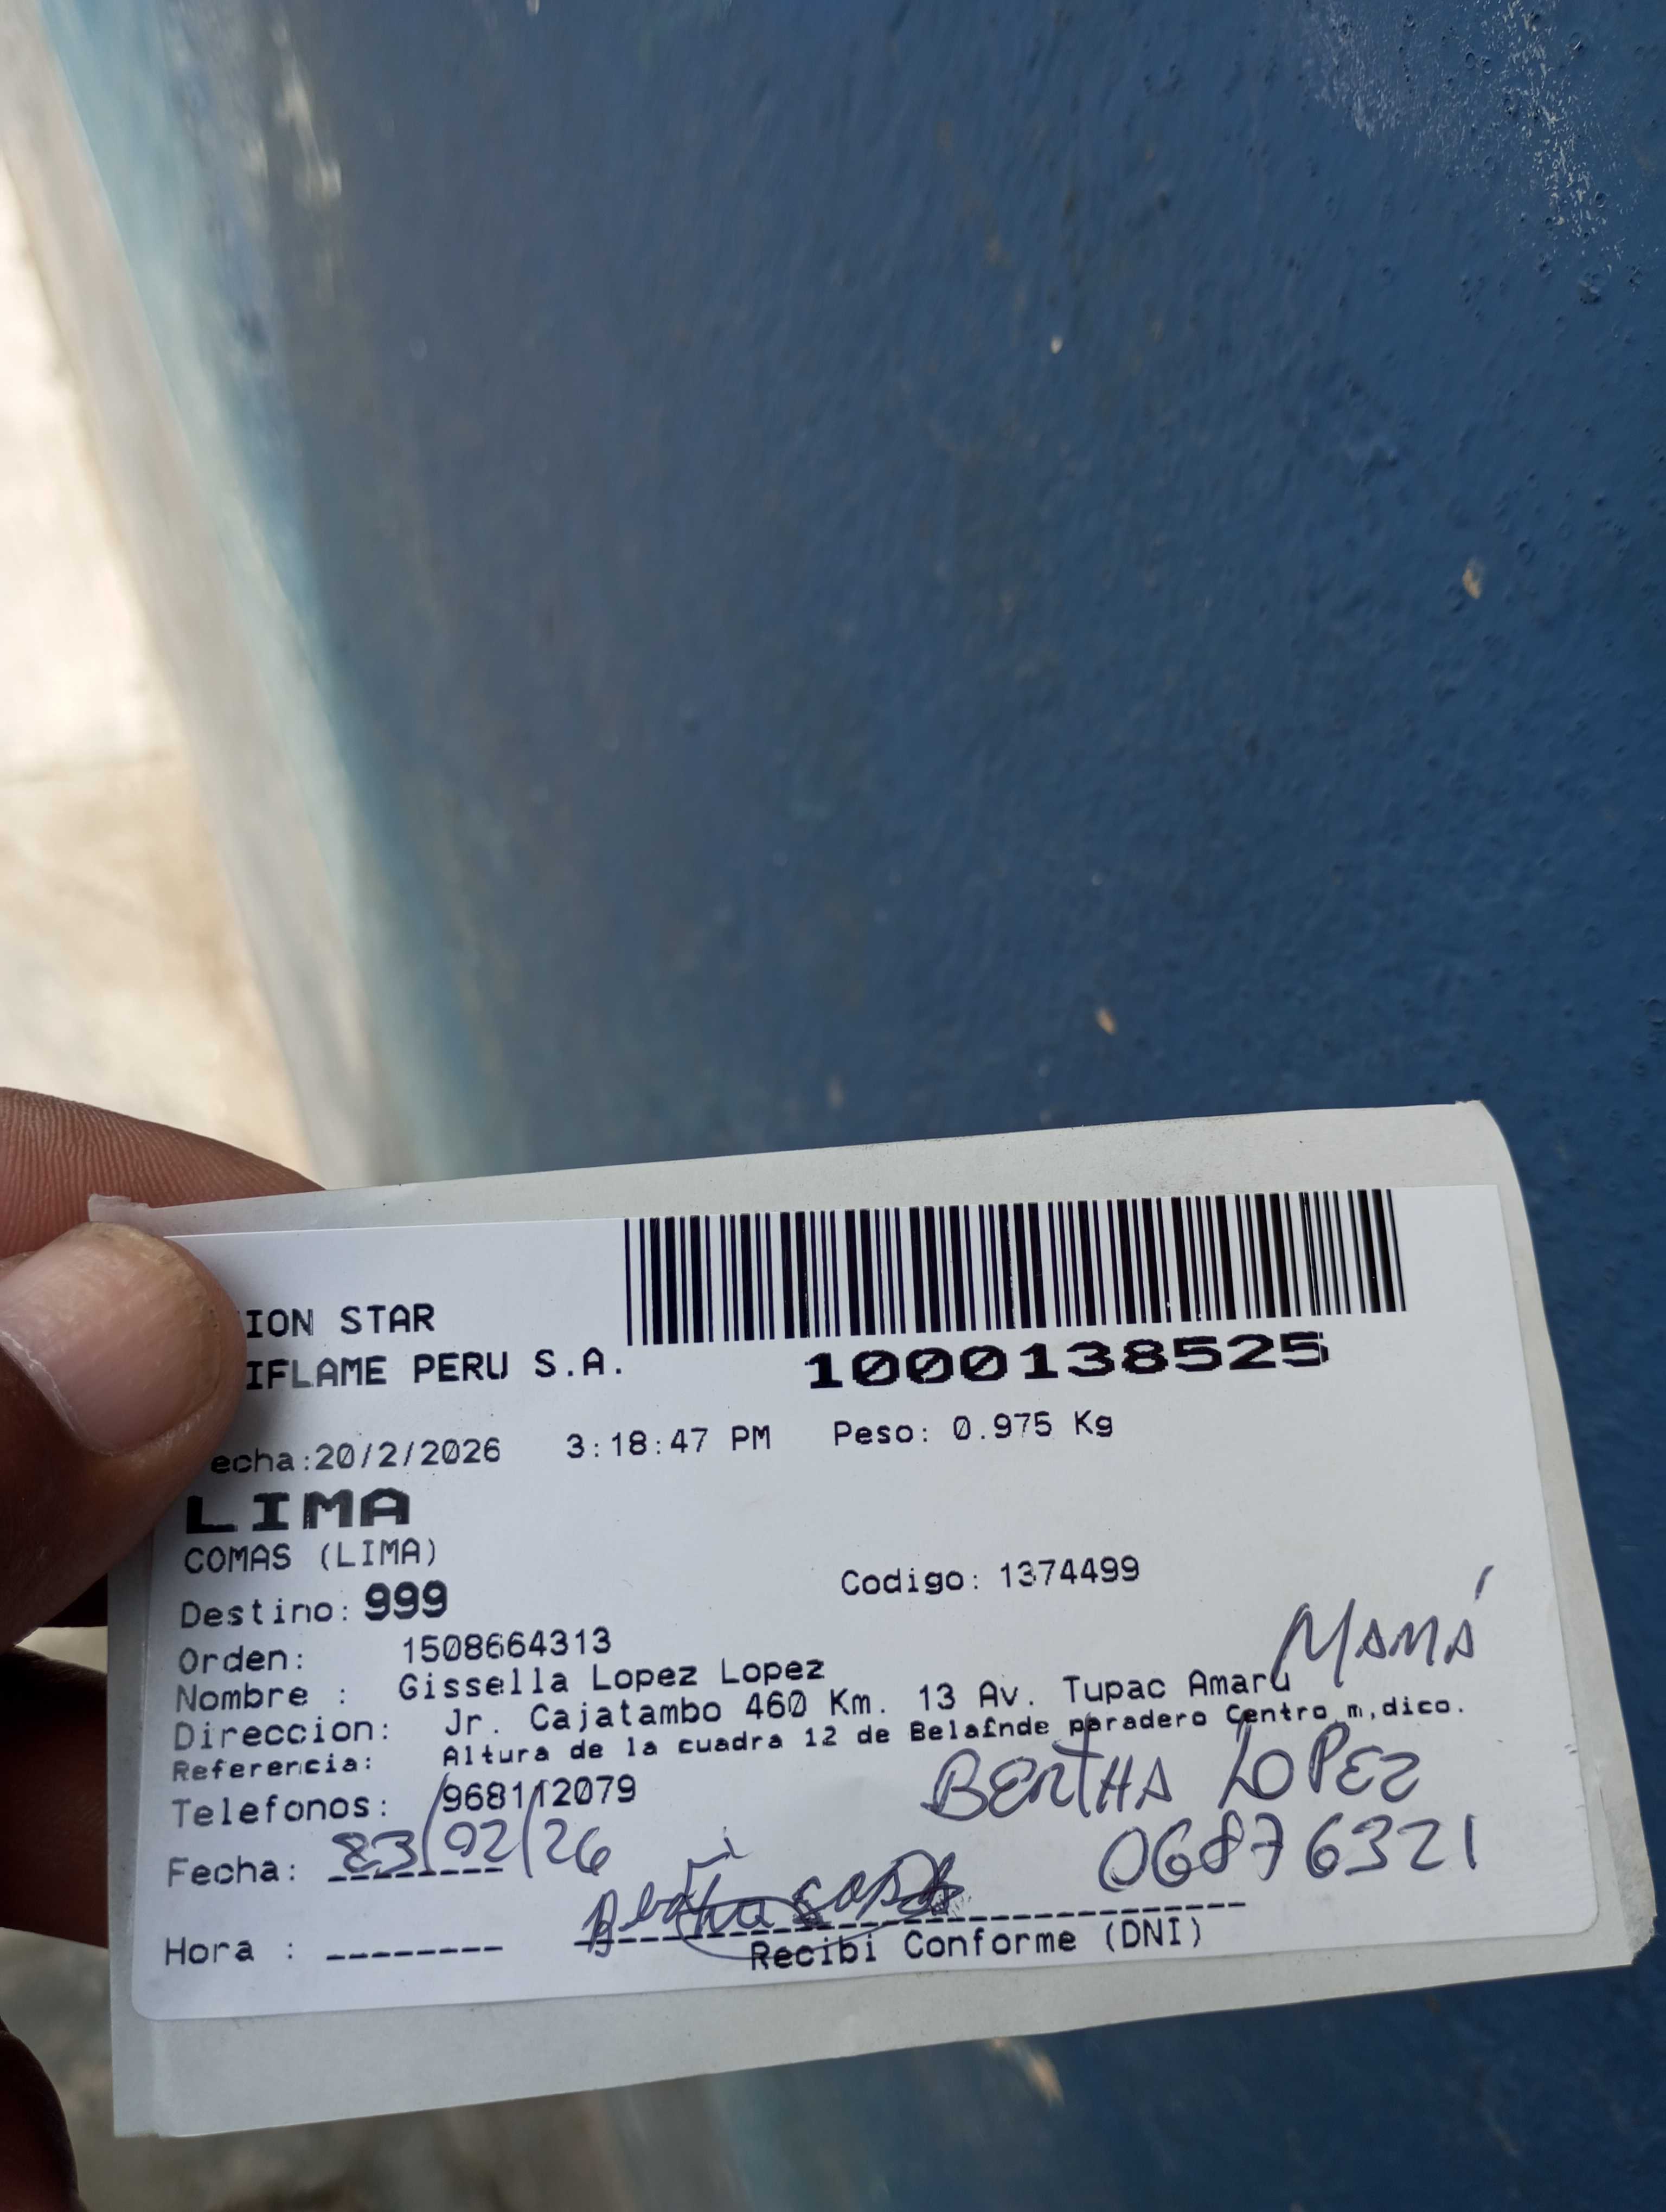 ION STAR
IFLAME PERU S.A.
1000138525
echa:20/2/2026 3:18:47 PM Peso: 0.975 Kg
LIMA
COMAS (LIMA)
Destino: 999 Codigo: 1374499
Orden: 1508664313
MAMÁ
Nombre : Gissella Lopez Lopez
Direccion: Jr. Cajatambo 460 Km. 13 Av. Tupac Amaru
Referencia: Altura de la cuadra 12 de Bela£nde paradero Centro m,dico.
Telefonos: 968112079
BERTHA LOPEZ
Fecha: 23/02/26
06876321
Hora : --------
Recibi Conforme (DNI)